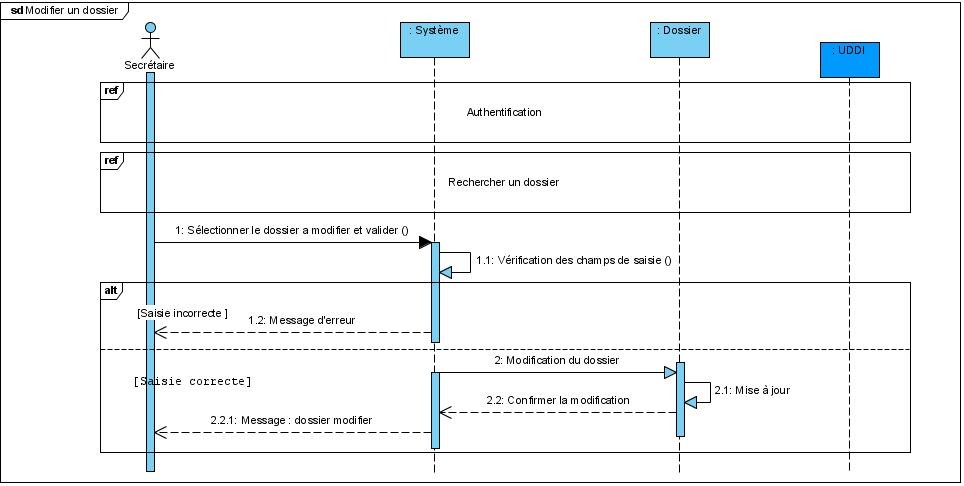 sd Modifier un dossier
: Système
: Dossier
: UDDI
Secrétaire
ref
Authentification
ref
Rechercher un dossier
1: Sélectionner le dossier a modifier et valider ()
1.1: Vérification des champs de saisie ()
alt
[Saisie incorrecte ]
1.2: Message d'erreur
2: Modification du dossier
[Saisie correcte]
2.1: Mise à jour
2.2: Confirmer la modification
2.2.1: Message : dossier modifier